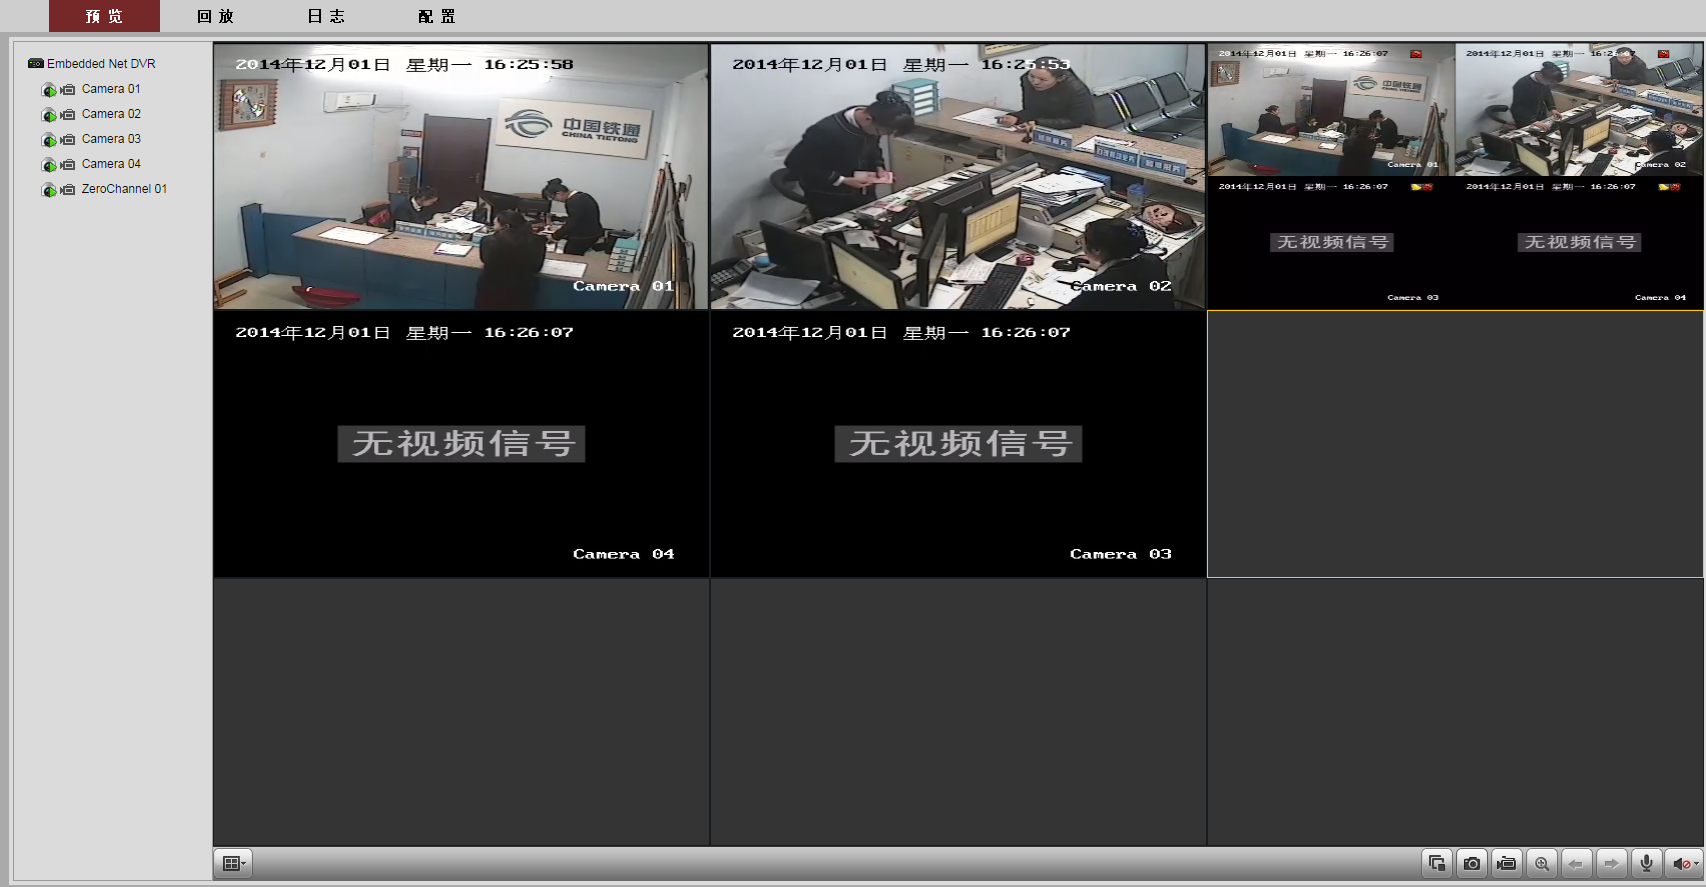 预览 回放 日志 配置
Embedded Net DVR
Camera 01
Camera 02
Camera 03
Camera 04
ZeroChannel 01
2014年12月01日 星期一 16:25:58
中国铁通
CHINA TIETONG
Camera 01
2014年12月01日 星期一 16:25:53
Camera 02
2014年12月01日 星期一 16:26:07
中国铁通
Camera 01
2014年12月01日 星期一 16:26:07
Camera 02
2014年12月01日 星期一 16:26:07
无视频信号
Camera 03
2014年12月01日 星期一 16:26:07
无视频信号
Camera 04
2014年12月01日 星期一 16:26:07
无视频信号
Camera 04
2014年12月01日 星期一 16:26:07
无视频信号
Camera 03